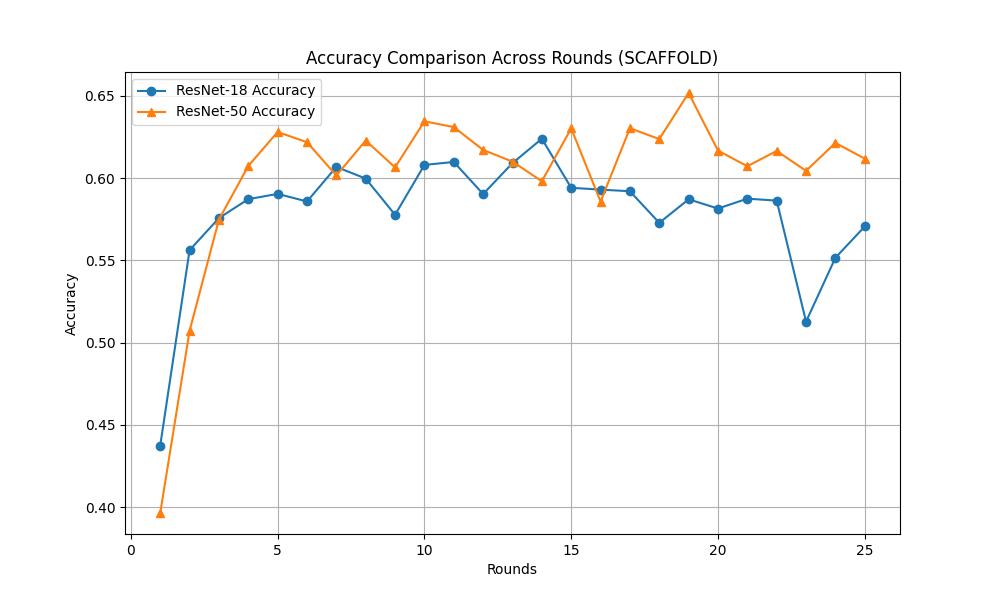 Accuracy Comparison Across Rounds (SCAFFOLD)
ResNet-18 Accuracy
ResNet-50 Accuracy
0.65
0.60
0.55
0.50
0.45
0.40
Accuracy
0 5 10 15 20 25
Rounds